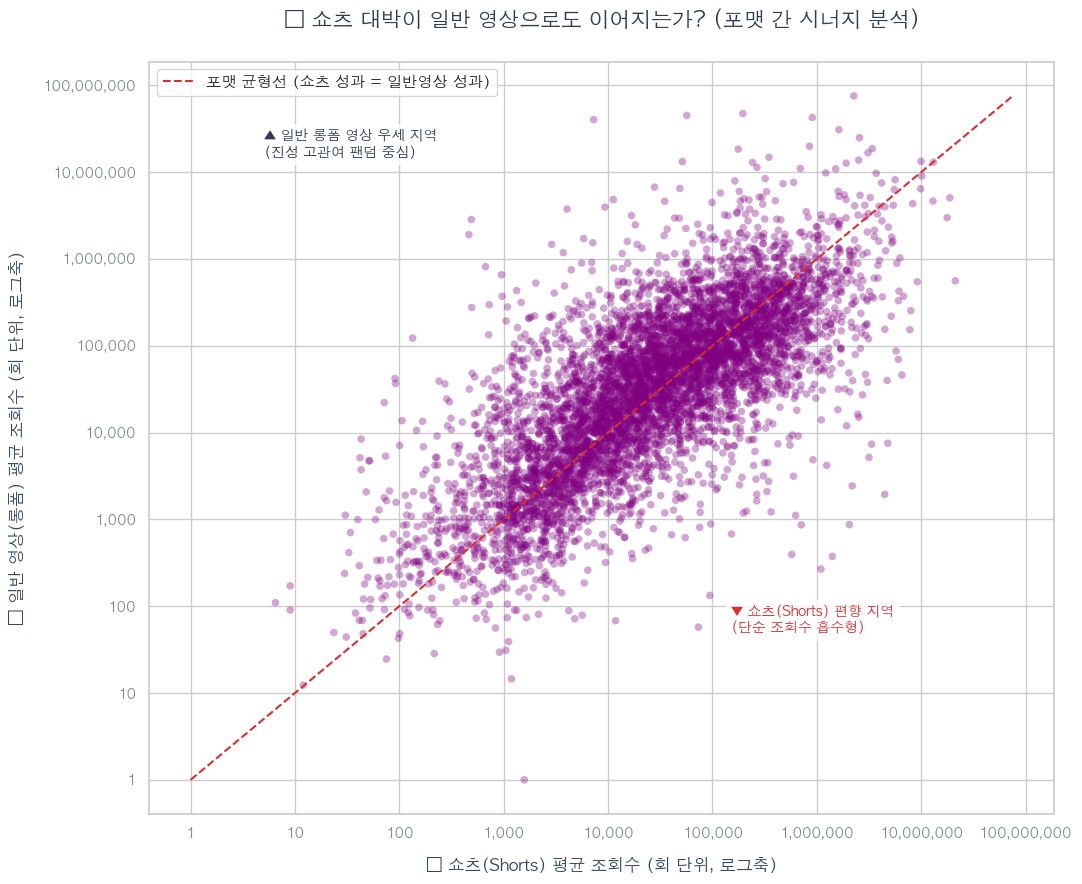 □ 쇼츠 대박이 일반 영상으로도 이어지는가? (포맷 간 시너지 분석)
포맷 균형선 (쇼츠 성과 = 일반영상 성과)
▲ 일반 롱폼 영상 우세 지역
(진성 고관여 팬덤 중심)
▼ 쇼츠(Shorts) 편향 지역
(단순 조회수 흡수형)
□ 일반 영상(롱폼) 평균 조회수 (회 단위, 로그축)
100,000,000
10,000,000
1,000,000
100,000
10,000
1,000
100
10
1
1
10
100
1,000
10,000
100,000
1,000,000
10,000,000
100,000,000
□ 쇼츠(Shorts) 평균 조회수 (회 단위, 로그축)